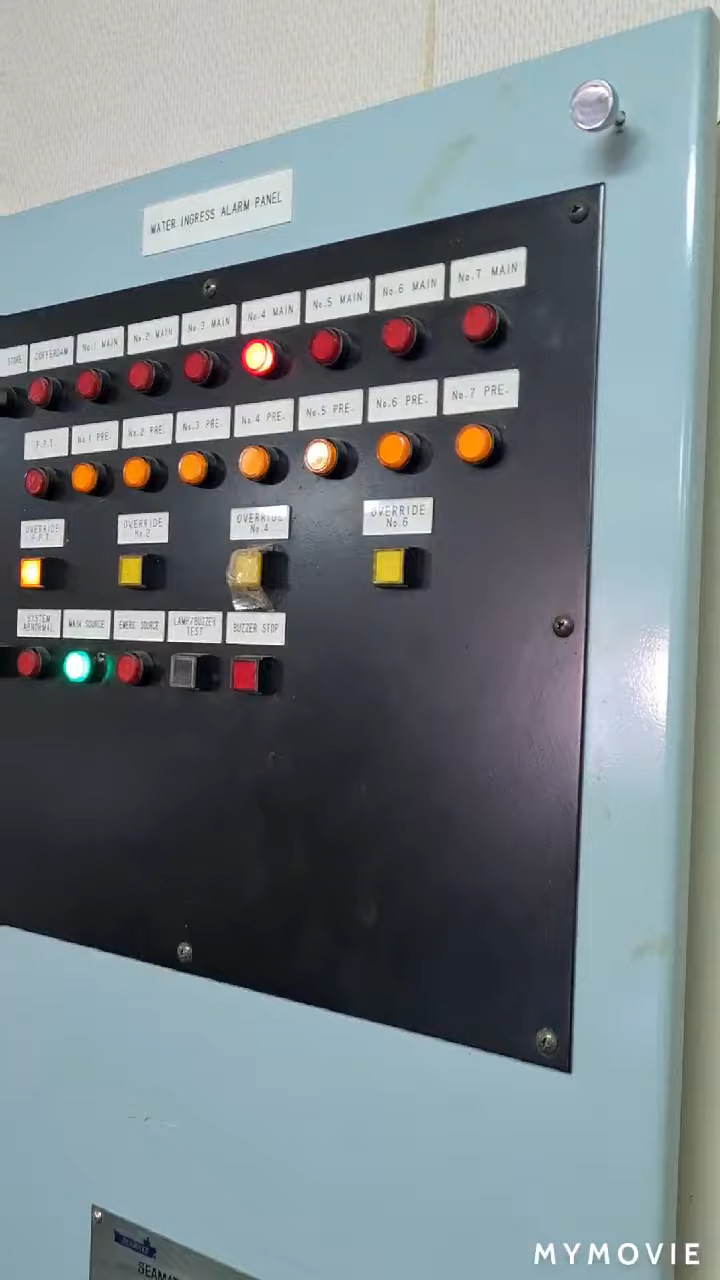 WATER INGRESS ALARM PANEL
STORE COFFERDAM No.1 MAIN No.2 MAIN No.3 MAIN No.4 MAIN No.5 MAIN No.6 MAIN No.7 MAIN
F.P.T. No.1 PRE. No.2 PRE. No.3 PRE. No.4 PRE. No.5 PRE. No.6 PRE. No.7 PRE.
OVERRIDE
F.P.T.
OVERRIDE
No.2
OVERRIDE
No.4
OVERRIDE
No.6
SYSTEM
ABNORMAL
MAIN SOURCE
EMERG. SOURCE
LAMP/BUZZER
TEST
BUZZER STOP
MYMOVIE